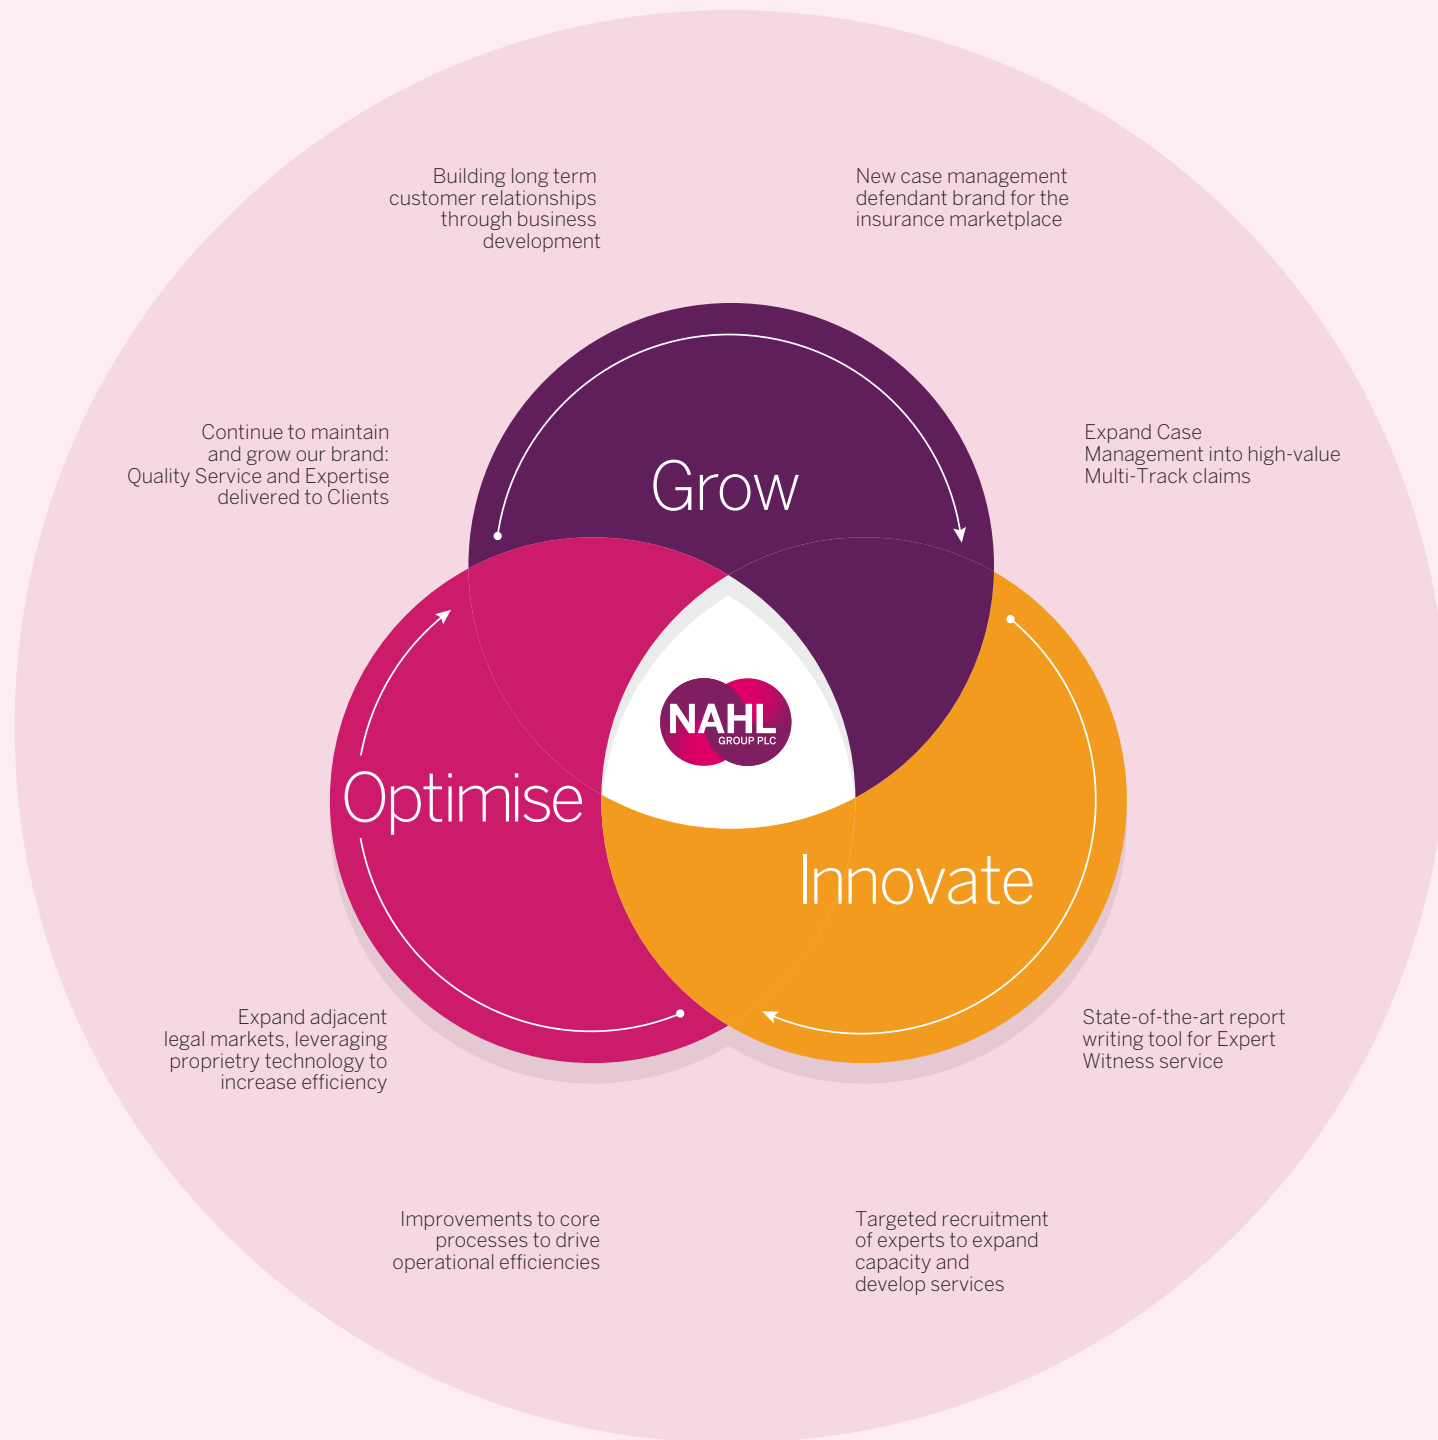 Building long term
customer relationships
through business
development
New case management
defendant brand for the
insurance marketplace
Continue to maintain
and grow our brand:
Quality Service and Expertise
delivered to Clients
Expand Case
Management into high-value
Multi-Track claims
Grow
NAHL
GROUP PLC
Optimise
Innovate
Expand adjacent
legal markets, leveraging
proprietry technology to
increase efficiency
State-of-the-art report
writing tool for Expert
Witness service
Improvements to core
processes to drive
operational efficiencies
Targeted recruitment
of experts to expand
capacity and
develop services